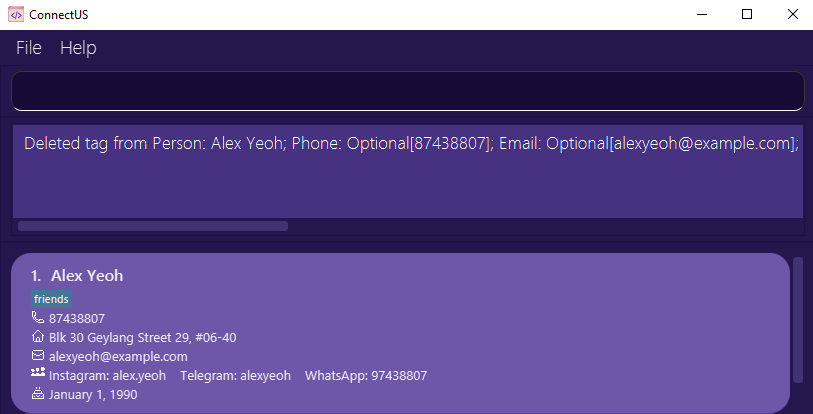 ConnectUS
File Help
Deleted tag from Person: Alex Yeoh; Phone: Optional[87438807]; Email: Optional[alexyeoh@example.com];
1. Alex Yeoh
friends
87438807
Blk 30 Geylang Street 29, #06-40
alexyeoh@example.com
Instagram: alex.yeoh Telegram: alexyeoh WhatsApp: 97438807
January 1, 1990